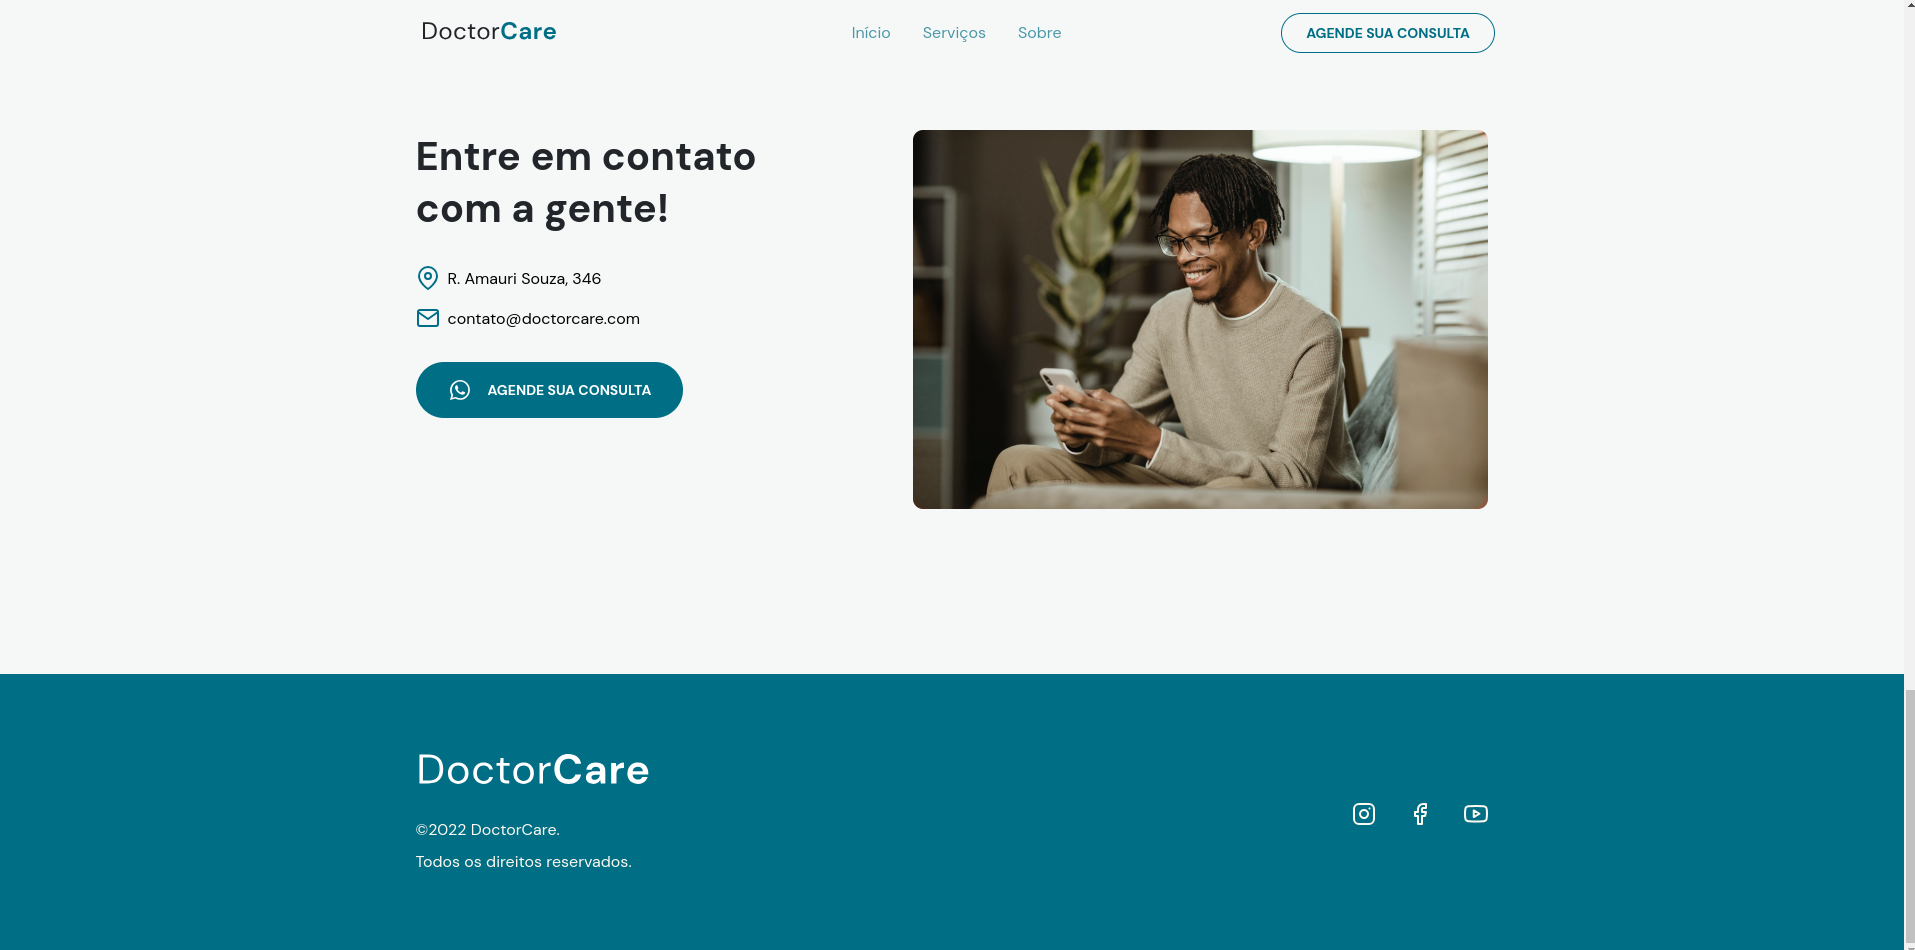 DoctorCare
Início Serviços Sobre
AGENDE SUA CONSULTA
Entre em contato
com a gente!
R. Amauri Souza, 346
contato@doctorcare.com
AGENDE SUA CONSULTA
DoctorCare
©2022 DoctorCare.
Todos os direitos reservados.